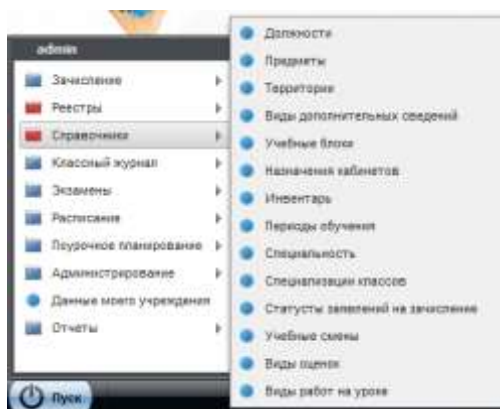 admin
Зачисление
Реестры
Справочники
Классный журнал
Экзамены
Расписание
Поурочное планирование
Администрирование
Данные моего учреждения
Отчеты
Пуск
Должности
Предметы
Территории
Виды дополнительных сведений
Учебные блоки
Назначения кабинетов
Инвентарь
Периоды обучения
Специальность
Специализации классов
Статусты заявлений на зачисление
Учебные смены
Виды оценок
Виды работ на уроке